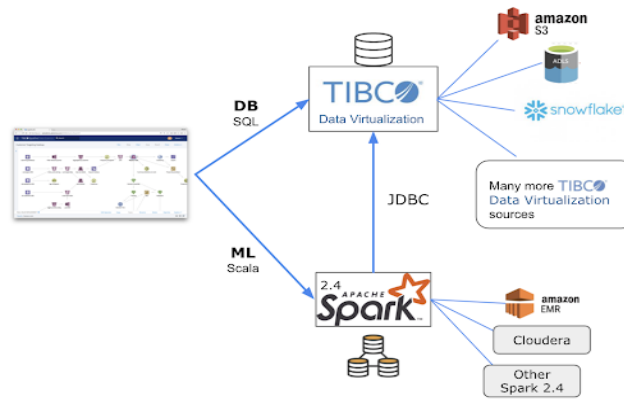 amazon
S3
ADLS
snowflake
TIBCO®
Data Virtualization
DB
SQL
Many more TIBCO®
Data Virtualization
sources
JDBC
ML
Scala
2.4
APACHE
Spark™
amazon
EMR
Cloudera
Other
Spark 2.4